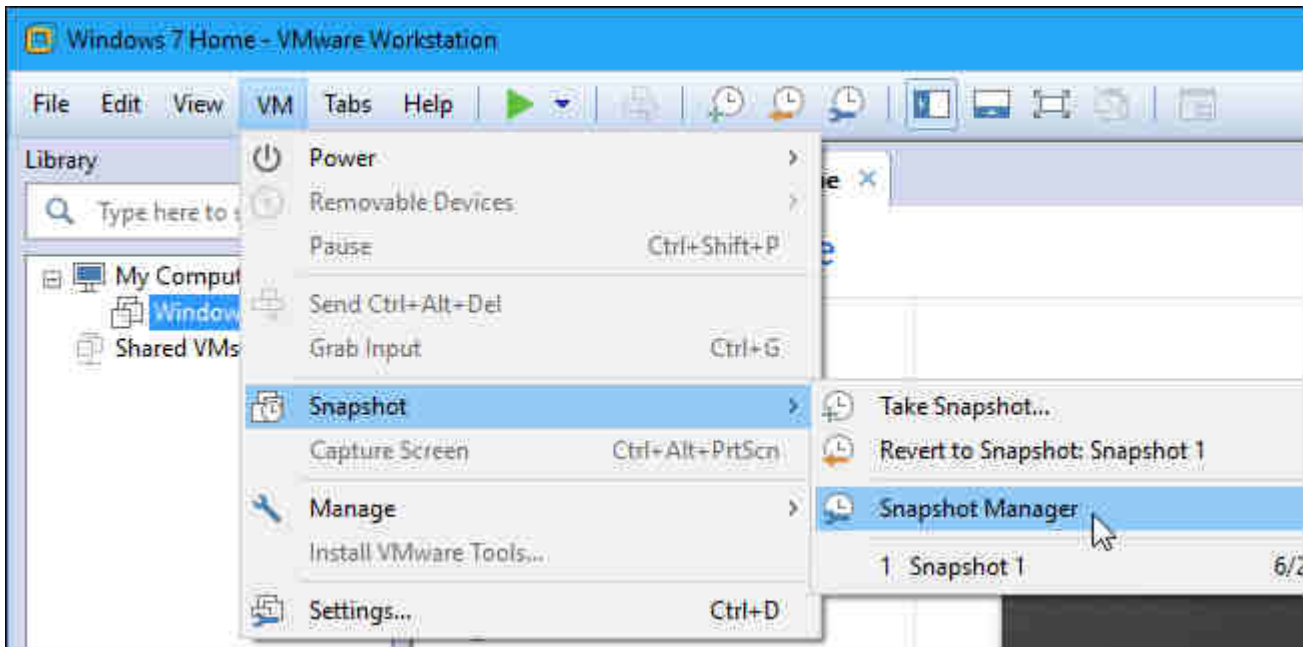 Windows 7 Home - VMware Workstation
File Edit View VM Tabs Help
Library
Type here to
My Comput
Window
Shared VMs
Power
Removable Devices
Pause Ctrl+Shift+P
Send Ctrl+Alt+Del
Grab Input Ctrl+G
Snapshot
Capture Screen Ctrl+Alt+PrtScn
Manage
Install VMware Tools...
Settings... Ctrl+D
Take Snapshot...
Revert to Snapshot: Snapshot 1
Snapshot Manager
1 Snapshot 1 6/2